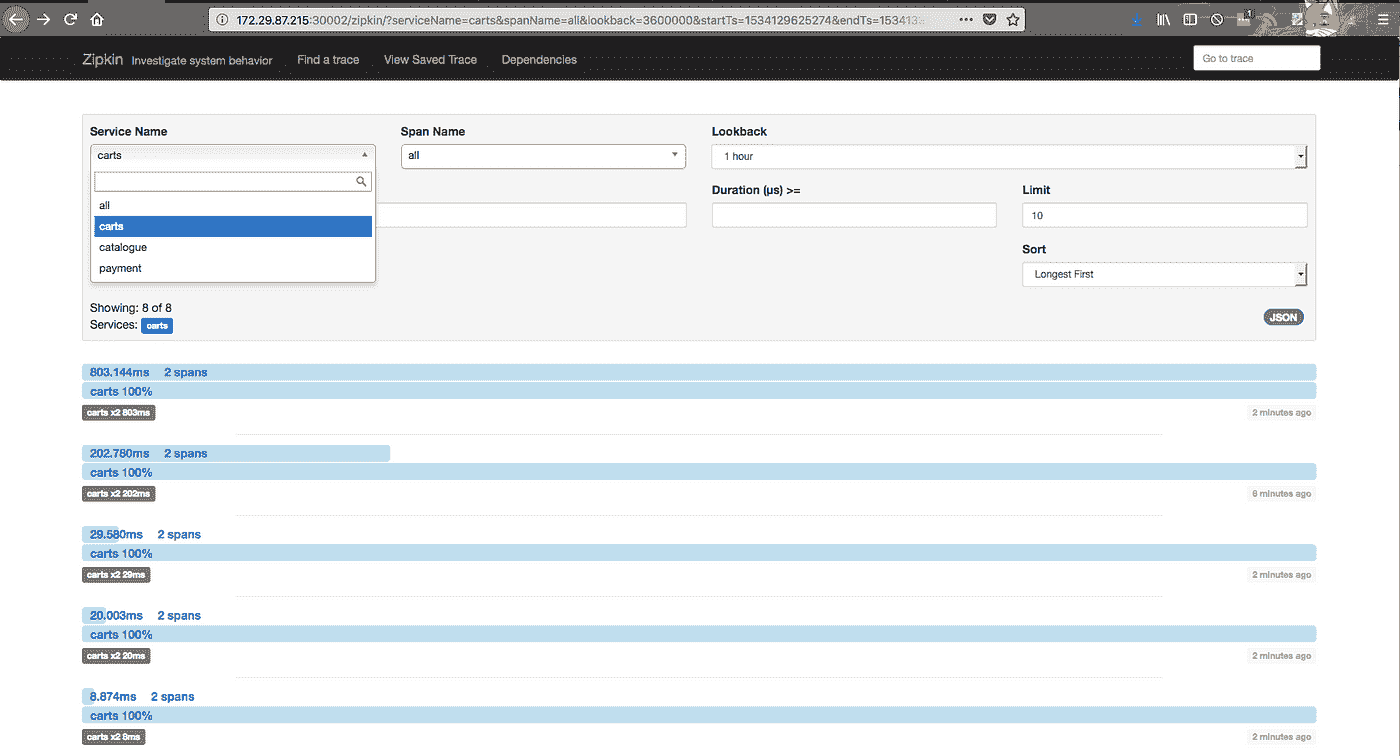 172.29.87.215:30002/zipkin/?serviceName=carts&spanName=all&lookback=3600000&startTs=1534129625274&endTs=153413
Zipkin Investigate system behavior Find a trace View Saved Trace Dependencies Go to trace
Service Name Span Name Lookback
carts all 1 hour
Duration (μs) >= Limit
all
carts
10
catalogue
Sort
payment
Longest First
Showing: 8 of 8
Services: carts
JSON
803.144ms 2 spans
carts 100%
carts x2 803ms 2 minutes ago
202.780ms 2 spans
carts 100%
carts x2 202ms 6 minutes ago
29.580ms 2 spans
carts 100%
carts x2 29ms 2 minutes ago
20.003ms 2 spans
carts 100%
carts x2 20ms 2 minutes ago
8.874ms 2 spans
carts 100%
carts x2 8ms 2 minutes ago